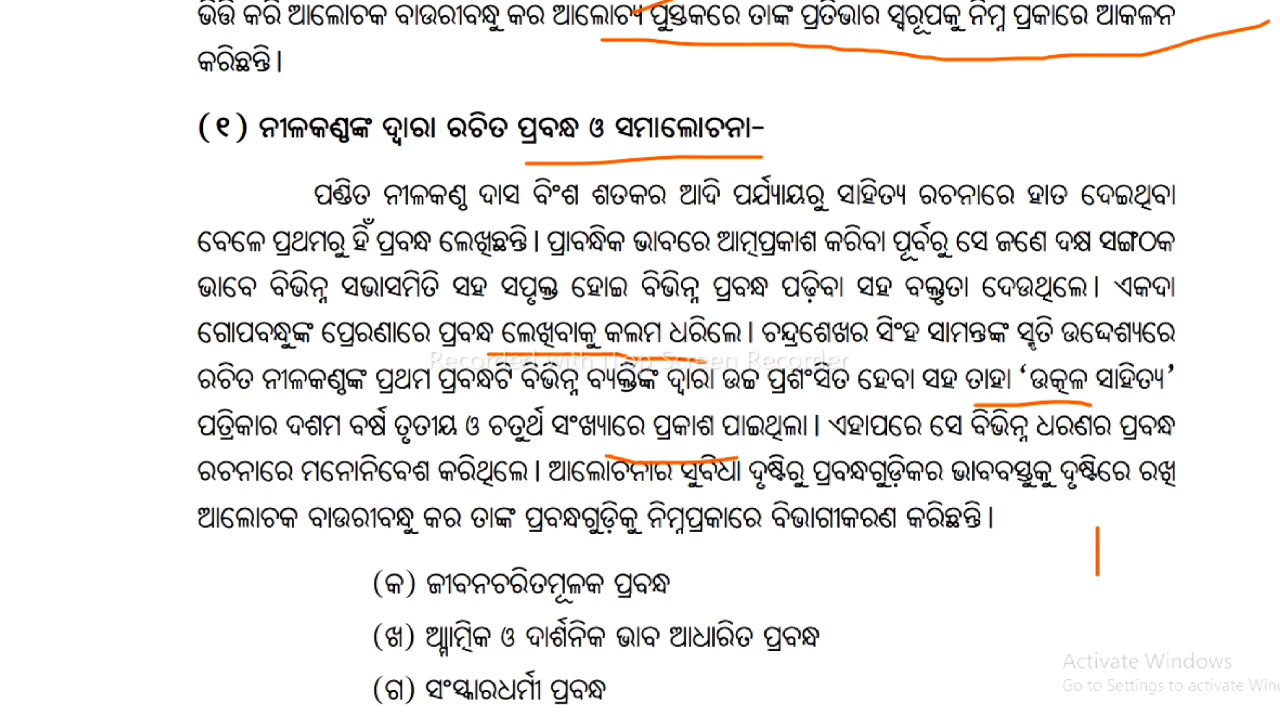 ଭିତ୍ତି କରି ଆଲୋଚକ ବାଉରୀବନ୍ଧୁ କର ଆଲୋଚ୍ୟ ପୁସ୍ତକରେ ତାଙ୍କ ପ୍ରତିଭାର ସ୍ୱରୂପକୁ ନିମ୍ନ ପ୍ରକାରେ ଆକଳନ
କରିଛନ୍ତି।
(୧) ନୀଳକଣ୍ଠଙ୍କ ଦ୍ୱାରା ରଚିତ ପ୍ରବନ୍ଧ ଓ ସମାଲୋଚନା-
ପଣ୍ଡିତ ନୀଳକଣ୍ଠ ଦାସ ବିଂଶ ଶତକର ଆଦି ପର୍ଯ୍ୟାୟରୁ ସାହିତ୍ୟ ରଚନାରେ ହାତ ଦେଇଥିବା
ବେଳେ ପ୍ରଥମରୁ ହିଁ ପ୍ରବନ୍ଧ ଲେଖିଛନ୍ତି। ପ୍ରାବନ୍ଧିକ ଭାବରେ ଆତ୍ମପ୍ରକାଶ କରିବା ପୂର୍ବରୁ ସେ ଜଣେ ଦକ୍ଷ ସଙ୍ଗଠକ
ଭାବେ ବିଭିନ୍ନ ସଭାସମିତି ସହ ସପୃକ୍ତ ହୋଇ ବିଭିନ୍ନ ପ୍ରବନ୍ଧ ପଢ଼ିବା ସହ ବକ୍ତୃତା ଦେଉଥିଲେ। ଏକଦା
ଗୋପବନ୍ଧୁଙ୍କ ପ୍ରେରଣାରେ ପ୍ରବନ୍ଧ ଲେଖିବାକୁ କଲମ ଧରିଲେ। ଚନ୍ଦ୍ରଶେଖର ସିଂହ ସାମନ୍ତଙ୍କ ସ୍ମୃତି ଉଦ୍ଦେଶ୍ୟରେ
Recorded with iTop Screen Recorder
ରଚିତ ନୀଳକଣ୍ଠଙ୍କ ପ୍ରଥମ ପ୍ରବନ୍ଧଟି ବିଭିନ୍ନ ବ୍ୟକ୍ତିଙ୍କ ଦ୍ୱାରା ଉଚ୍ଚ ପ୍ରଶଂସିତ ହେବା ସହ ତାହା ‘ଉତ୍କଳ ସାହିତ୍ୟ’
ପତ୍ରିକାର ଦଶମ ବର୍ଷ ତୃତୀୟ ଓ ଚତୁର୍ଥ ସଂଖ୍ୟାରେ ପ୍ରକାଶ ପାଇଥିଲା। ଏହାପରେ ସେ ବିଭିନ୍ନ ଧରଣର ପ୍ରବନ୍ଧ
ରଚନାରେ ମନୋନିବେଶ କରିଥିଲେ। ଆଲୋଚନାର ସୁବିଧା ଦୃଷ୍ଟିରୁ ପ୍ରବନ୍ଧଗୁଡ଼ିକର ଭାବବସ୍ତୁକୁ ଦୃଷ୍ଟିରେ ରଖି
ଆଲୋଚକ ବାଉରୀବନ୍ଧୁ କର ତାଙ୍କ ପ୍ରବନ୍ଧଗୁଡ଼ିକୁ ନିମ୍ନପ୍ରକାରେ ବିଭାଗୀକରଣ କରିଛନ୍ତି।
(କ) ଜୀବନଚରିତମୂଳକ ପ୍ରବନ୍ଧ
(ଖ) ଓ ଦାର୍ଶନିକ ଭାବ ଆଧାରିତ ପ୍ରବନ୍ଧ
(ଗ) ସଂସ୍କାରଧର୍ମୀ ପ୍ରବନ୍ଧ
Activate Windows
Go to Settings to activate